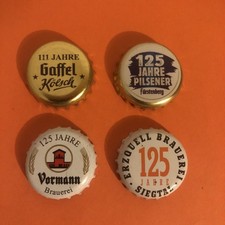 111 JAHRE
Gaffel
Kölsch
125
JAHRE
PILSENER
Fürstenberg
125 JAHRE
Vormann
Brauerei
ERZQUELL BRAUEREI
125
JAHRE
SIEGTAL